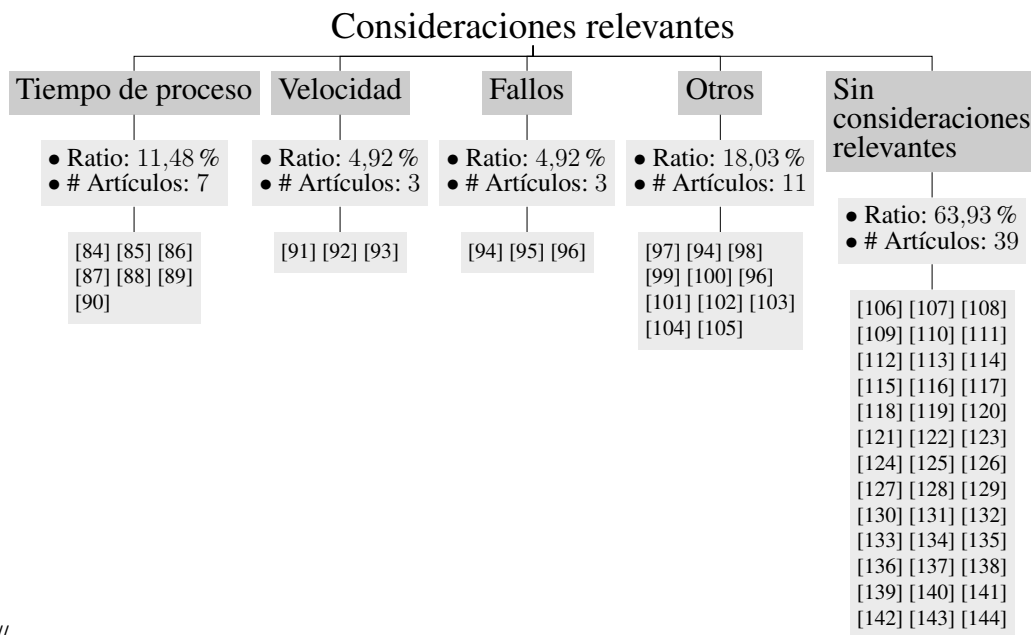 Consideraciones relevantes
Tiempo de proceso
• Ratio: 11,48 %
• # Artículos: 7
[84] [85] [86]
[87] [88] [89]
[90]
Velocidad
• Ratio: 4,92 %
• # Artículos: 3
[91] [92] [93]
Fallos
• Ratio: 4,92 %
• # Artículos: 3
[94] [95] [96]
Otros
• Ratio: 18,03 %
• # Artículos: 11
[97] [94] [98]
[99] [100] [96]
[101] [102] [103]
[104] [105]
Sin
consideraciones
relevantes
• Ratio: 63,93 %
• # Artículos: 39
[106] [107] [108]
[109] [110] [111]
[112] [113] [114]
[115] [116] [117]
[118] [119] [120]
[121] [122] [123]
[124] [125] [126]
[127] [128] [129]
[130] [131] [132]
[133] [134] [135]
[136] [137] [138]
[139] [140] [141]
[142] [143] [144]